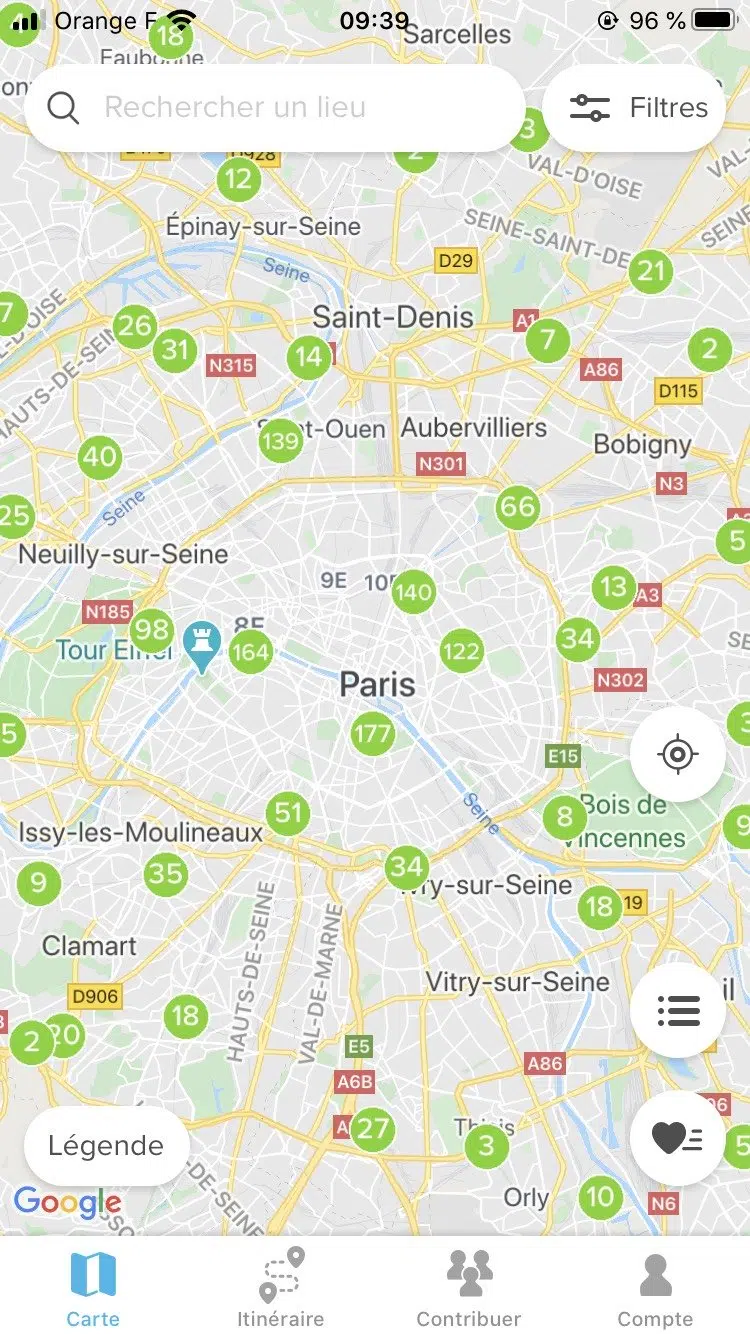 Orange F
09:39
96 %
Sarcelles
18
Rechercher un lieu
Filtres
3
2
12
VAL-D'OISE
Épinay-sur-Seine
SEINE-SAINT-DE
D29
Seine
21
7
26
Saint-Denis
A1
7
31
N315
14
2
A86
D115
HAUTS-DE-SEIN
139
t-Ouen
Aubervilliers
Bobigny
40
N301
N3
Seine
66
25
5
Neuilly-sur-Seine
9E
140
13
A3
N185
98
8E
34
Tour Eiffel
164
122
Paris
N302
177
5
3
E15
51
Seine
8
Bois de
Vincennes
Issy-les-Moulineaux
9
34
35
9
Ivry-sur-Seine
18
19
Clamart
HAUTS-DE-SEINE
VAL-DE-MARNE
Vitry-sur-Seine
il
D906
18
20
2
E5
A86
A6B
27
Thiais
3
5
Légende
Google
Orly
10
N6
Carte
Itinéraire
Contribuer
Compte